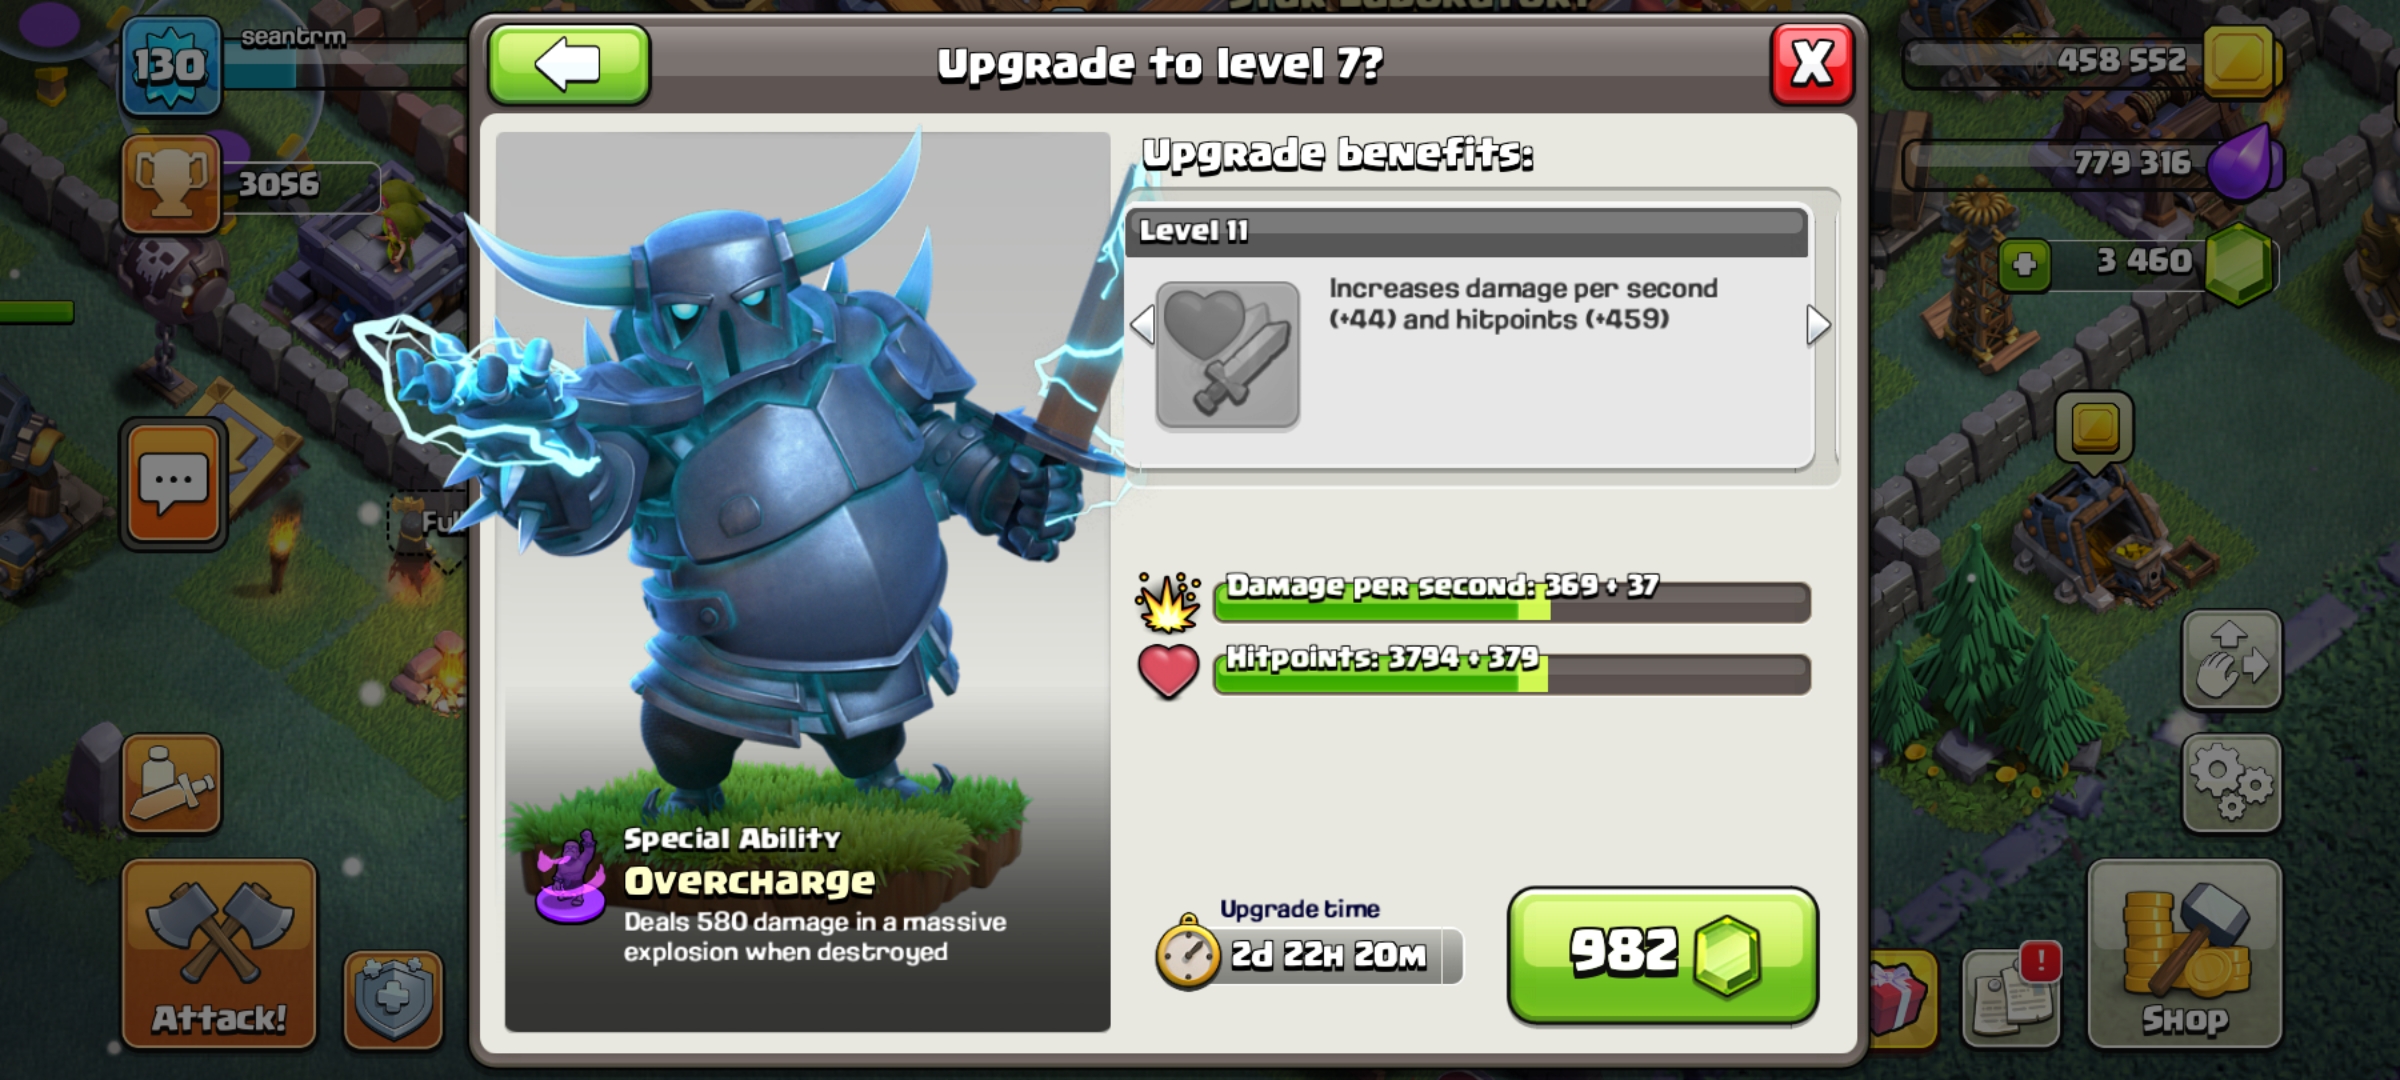 130
seantrm
3056
Upgrade to level 7?
X
458 552
779 316
3 460
Upgrade benefits:
Level 11
Increases damage per second
(+44) and hitpoints (+459)
Damage per second: 369 + 37
Hitpoints: 3794 + 379
Special Ability
Overcharge
Deals 580 damage in a massive
explosion when destroyed
Upgrade time
2d 22H 20M
982
Attack!
!
Shop